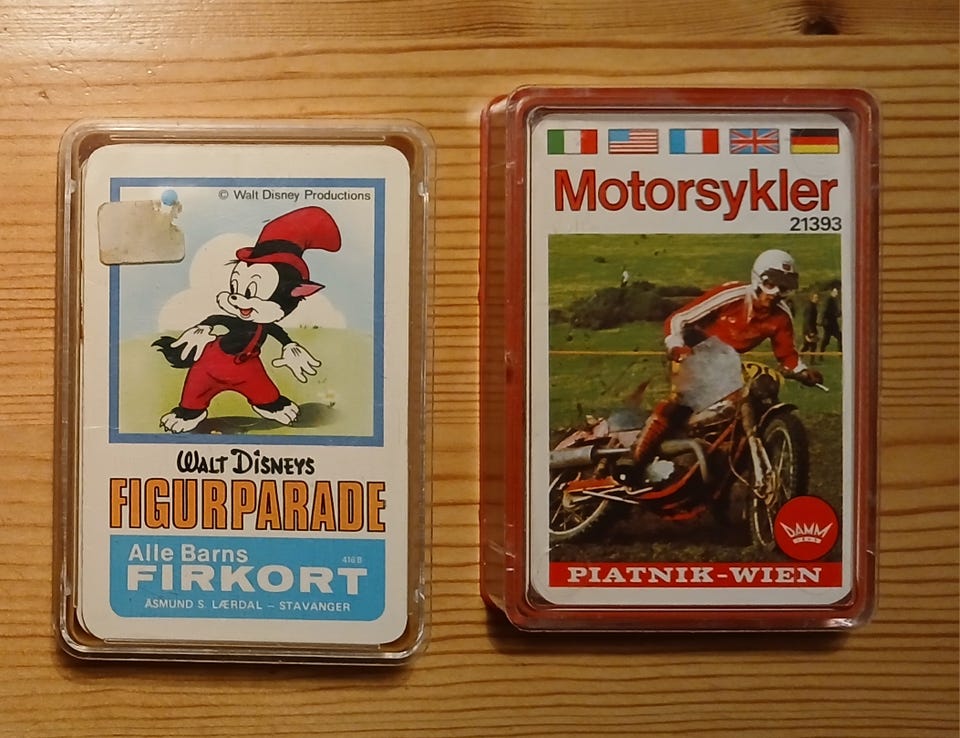 © Walt Disney Productions
WALT DISNEYS
FIGURPARADE
Alle Barns
416 B
FIRKORT
ÅSMUND S. LÆRDAL – STAVANGER
Motorsykler
21393
DAMM
PIATNIK-WIEN